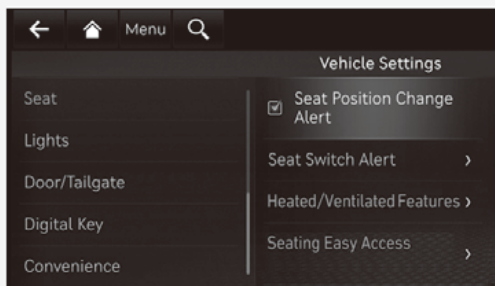 Menu
Vehicle Settings
Seat
Lights
Door/Tailgate
Digital Key
Convenience
Seat Position Change
Alert
Seat Switch Alert
Heated/Ventilated Features
Seating Easy Access